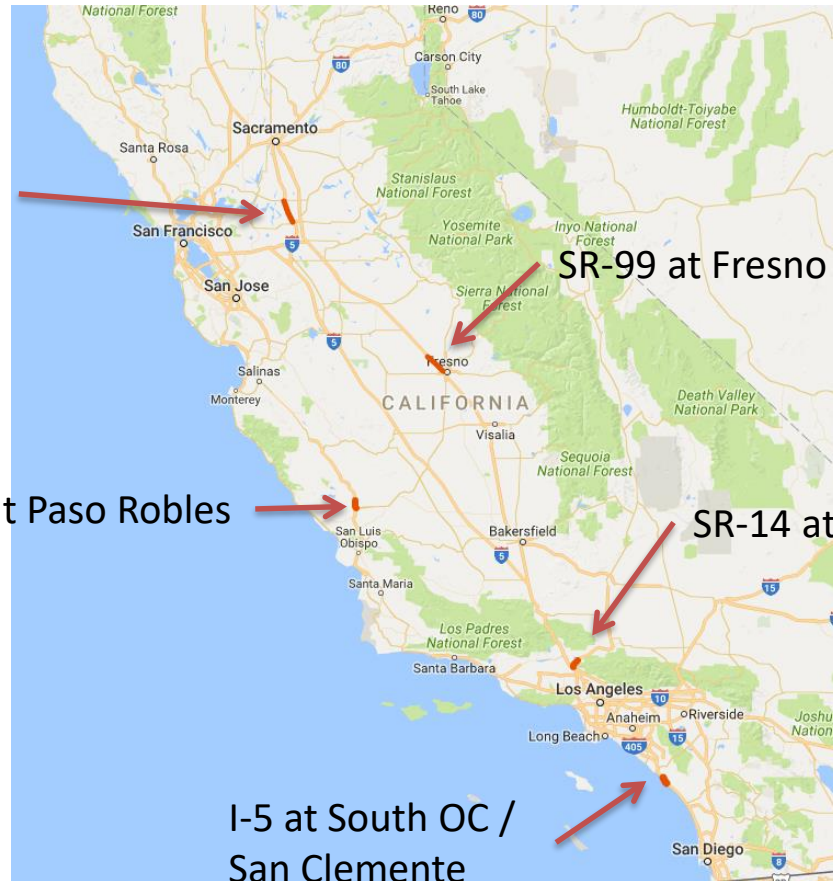 National Forest
Reno
80
Carson City
80
South Lake
Tahoe
Humboldt-Toiyabe
National Forest
Sacramento
Santa Rosa
Stanislaus
National Forest
San Francisco
5
Yosemite
National Park
Inyo National
Forest
SR-99 at Fresno
San Jose
Sierra National
Forest
5
Fresno
Salinas
Monterey
CALIFORNIA
Death Valley
National Park
Visalia
Sequoia
National Forest
t Paso Robles
San Luis
Obispo
Bakersfield
SR-14 at
5
15
Santa Maria
Los Padres
National Forest
Santa Barbara
Los Angeles
10
Anaheim
Riverside
Joshu
Nation
Long Beach
405
15
I-5 at South OC /
San Clemente
San Diego
8